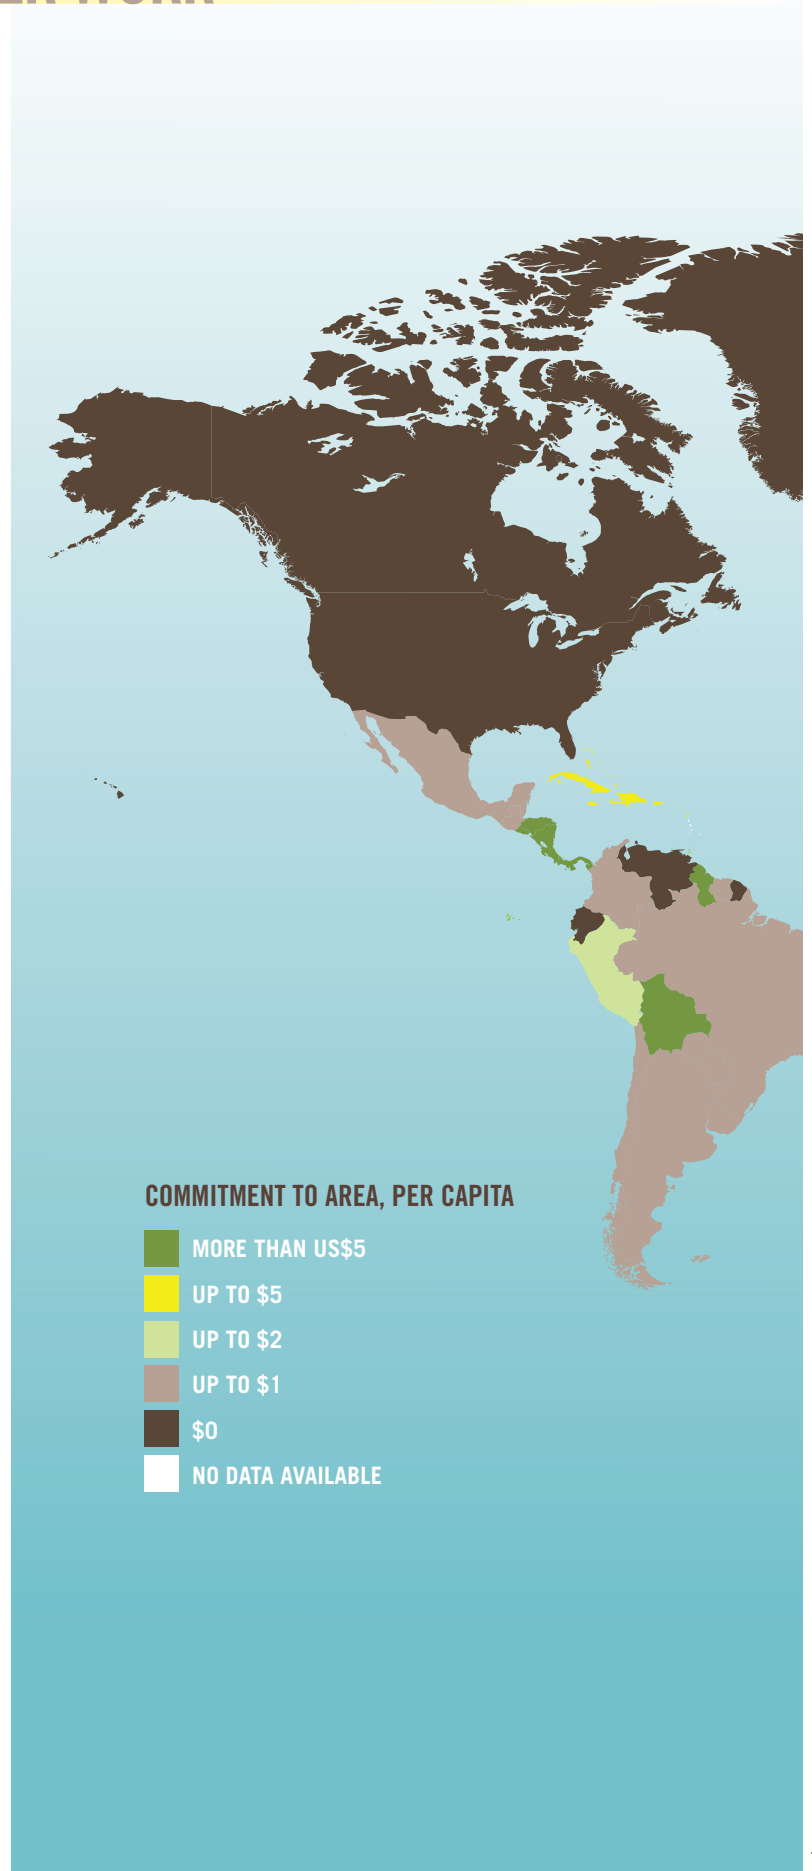 COMMITMENT TO AREA, PER CAPITA
MORE THAN US$5
UP TO $5
UP TO $2
UP TO $1
$0
NO DATA AVAILABLE